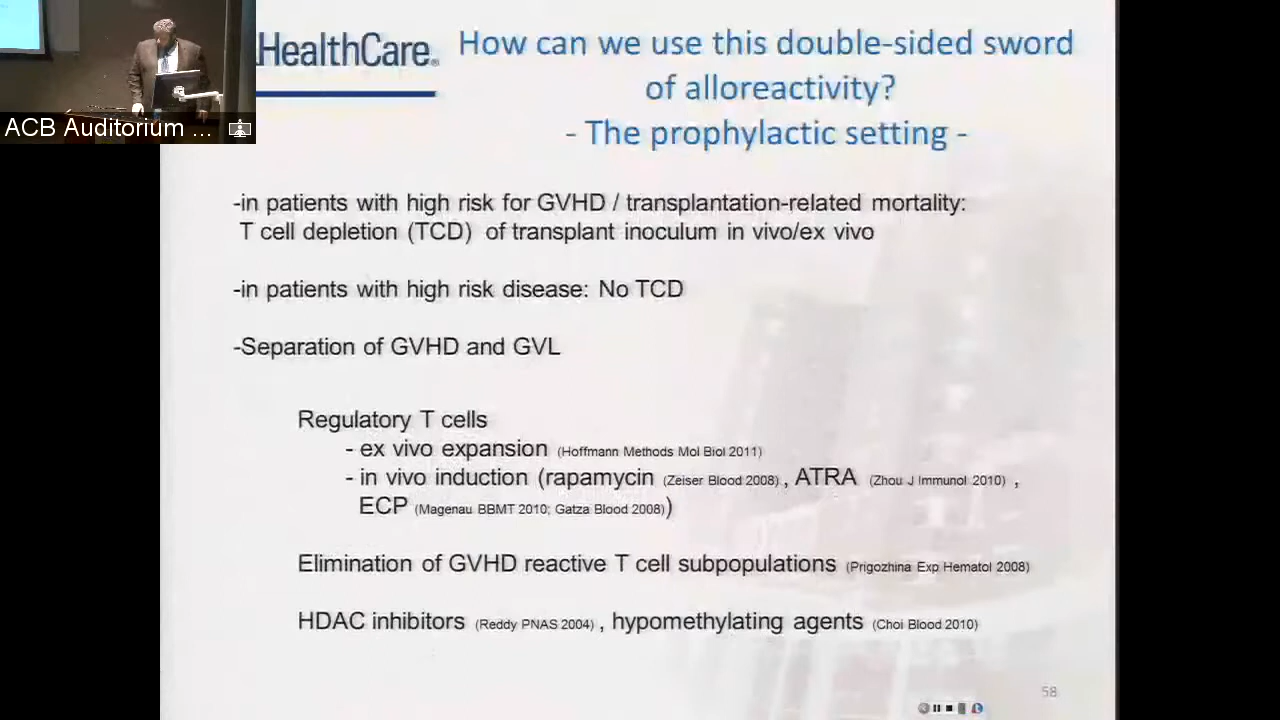 HealthCare®
How can we use this double-sided sword
of alloreactivity?
- The prophylactic setting -
ACB Auditorium ...
-in patients with high risk for GVHD / transplantation-related mortality:
T cell depletion (TCD) of transplant inoculum in vivo/ex vivo
-in patients with high risk disease: No TCD
-Separation of GVHD and GVL
Regulatory T cells
- ex vivo expansion (Hoffmann Methods Mol Biol 2011)
- in vivo induction (rapamycin (Zeiser Blood 2008) , ATRA (Zhou J Immunol 2010) ,
ECP (Magenau BBMT 2010; Gatza Blood 2008))
Elimination of GVHD reactive T cell subpopulations (Prigozhina Exp Hematol 2008)
HDAC inhibitors (Reddy PNAS 2004) , hypomethylating agents (Choi Blood 2010)
58